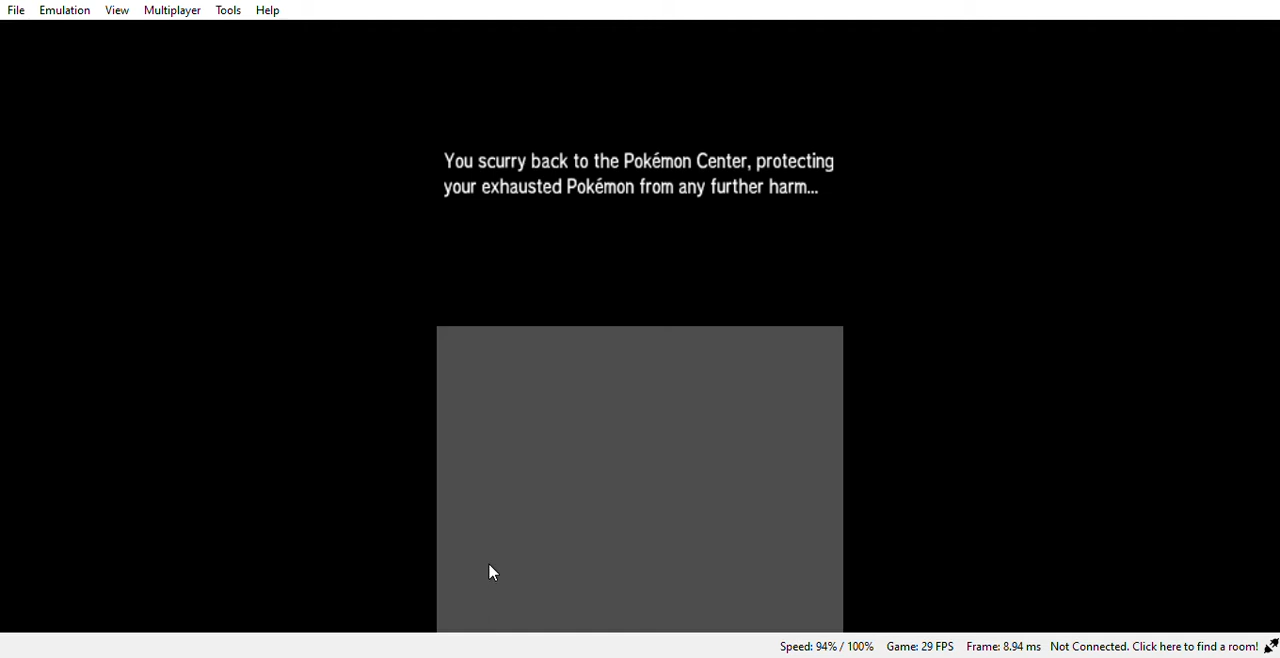 File Emulation View Multiplayer Tools Help
You scurry back to the Pokémon Center, protecting
your exhausted Pokémon from any further harm...
Speed: 94% / 100% Game: 29 FPS Frame: 8.94 ms Not Connected. Click here to find a room!